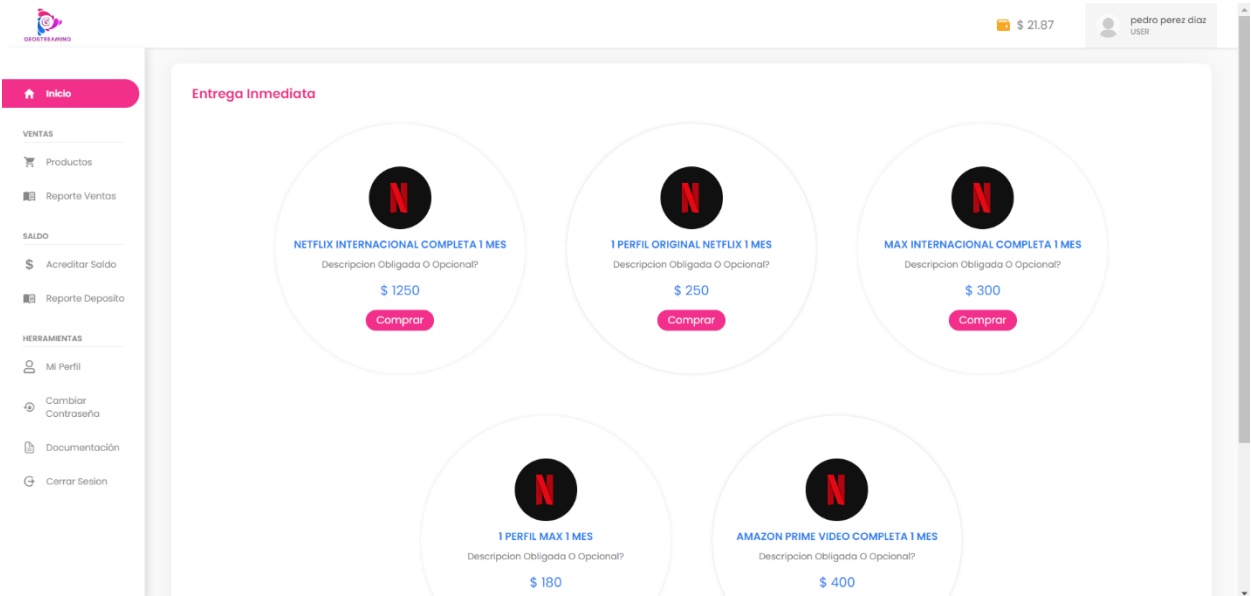 GEOSTREAMING
$ 21.87
pedro perez diaz
USER
Inicio
VENTAS
Productos
Reporte Ventas
SALDO
Acreditar Saldo
Reporte Deposito
HERRAMIENTAS
Mi Perfil
Cambiar
Contraseña
Documentación
Cerrar Sesion
Entrega Inmediata
N
NETFLIX INTERNACIONAL COMPLETA 1 MES
Descripcion Obligada O Opcional?
$ 1250
Comprar
N
1 PERFIL ORIGINAL NETFLIX 1 MES
Descripcion Obligada O Opcional?
$ 250
Comprar
N
MAX INTERNACIONAL COMPLETA 1 MES
Descripcion Obligada O Opcional?
$ 300
Comprar
N
1 PERFIL MAX 1 MES
Descripcion Obligada O Opcional?
$ 180
N
AMAZON PRIME VIDEO COMPLETA 1 MES
Descripcion Obligada O Opcional?
$ 400